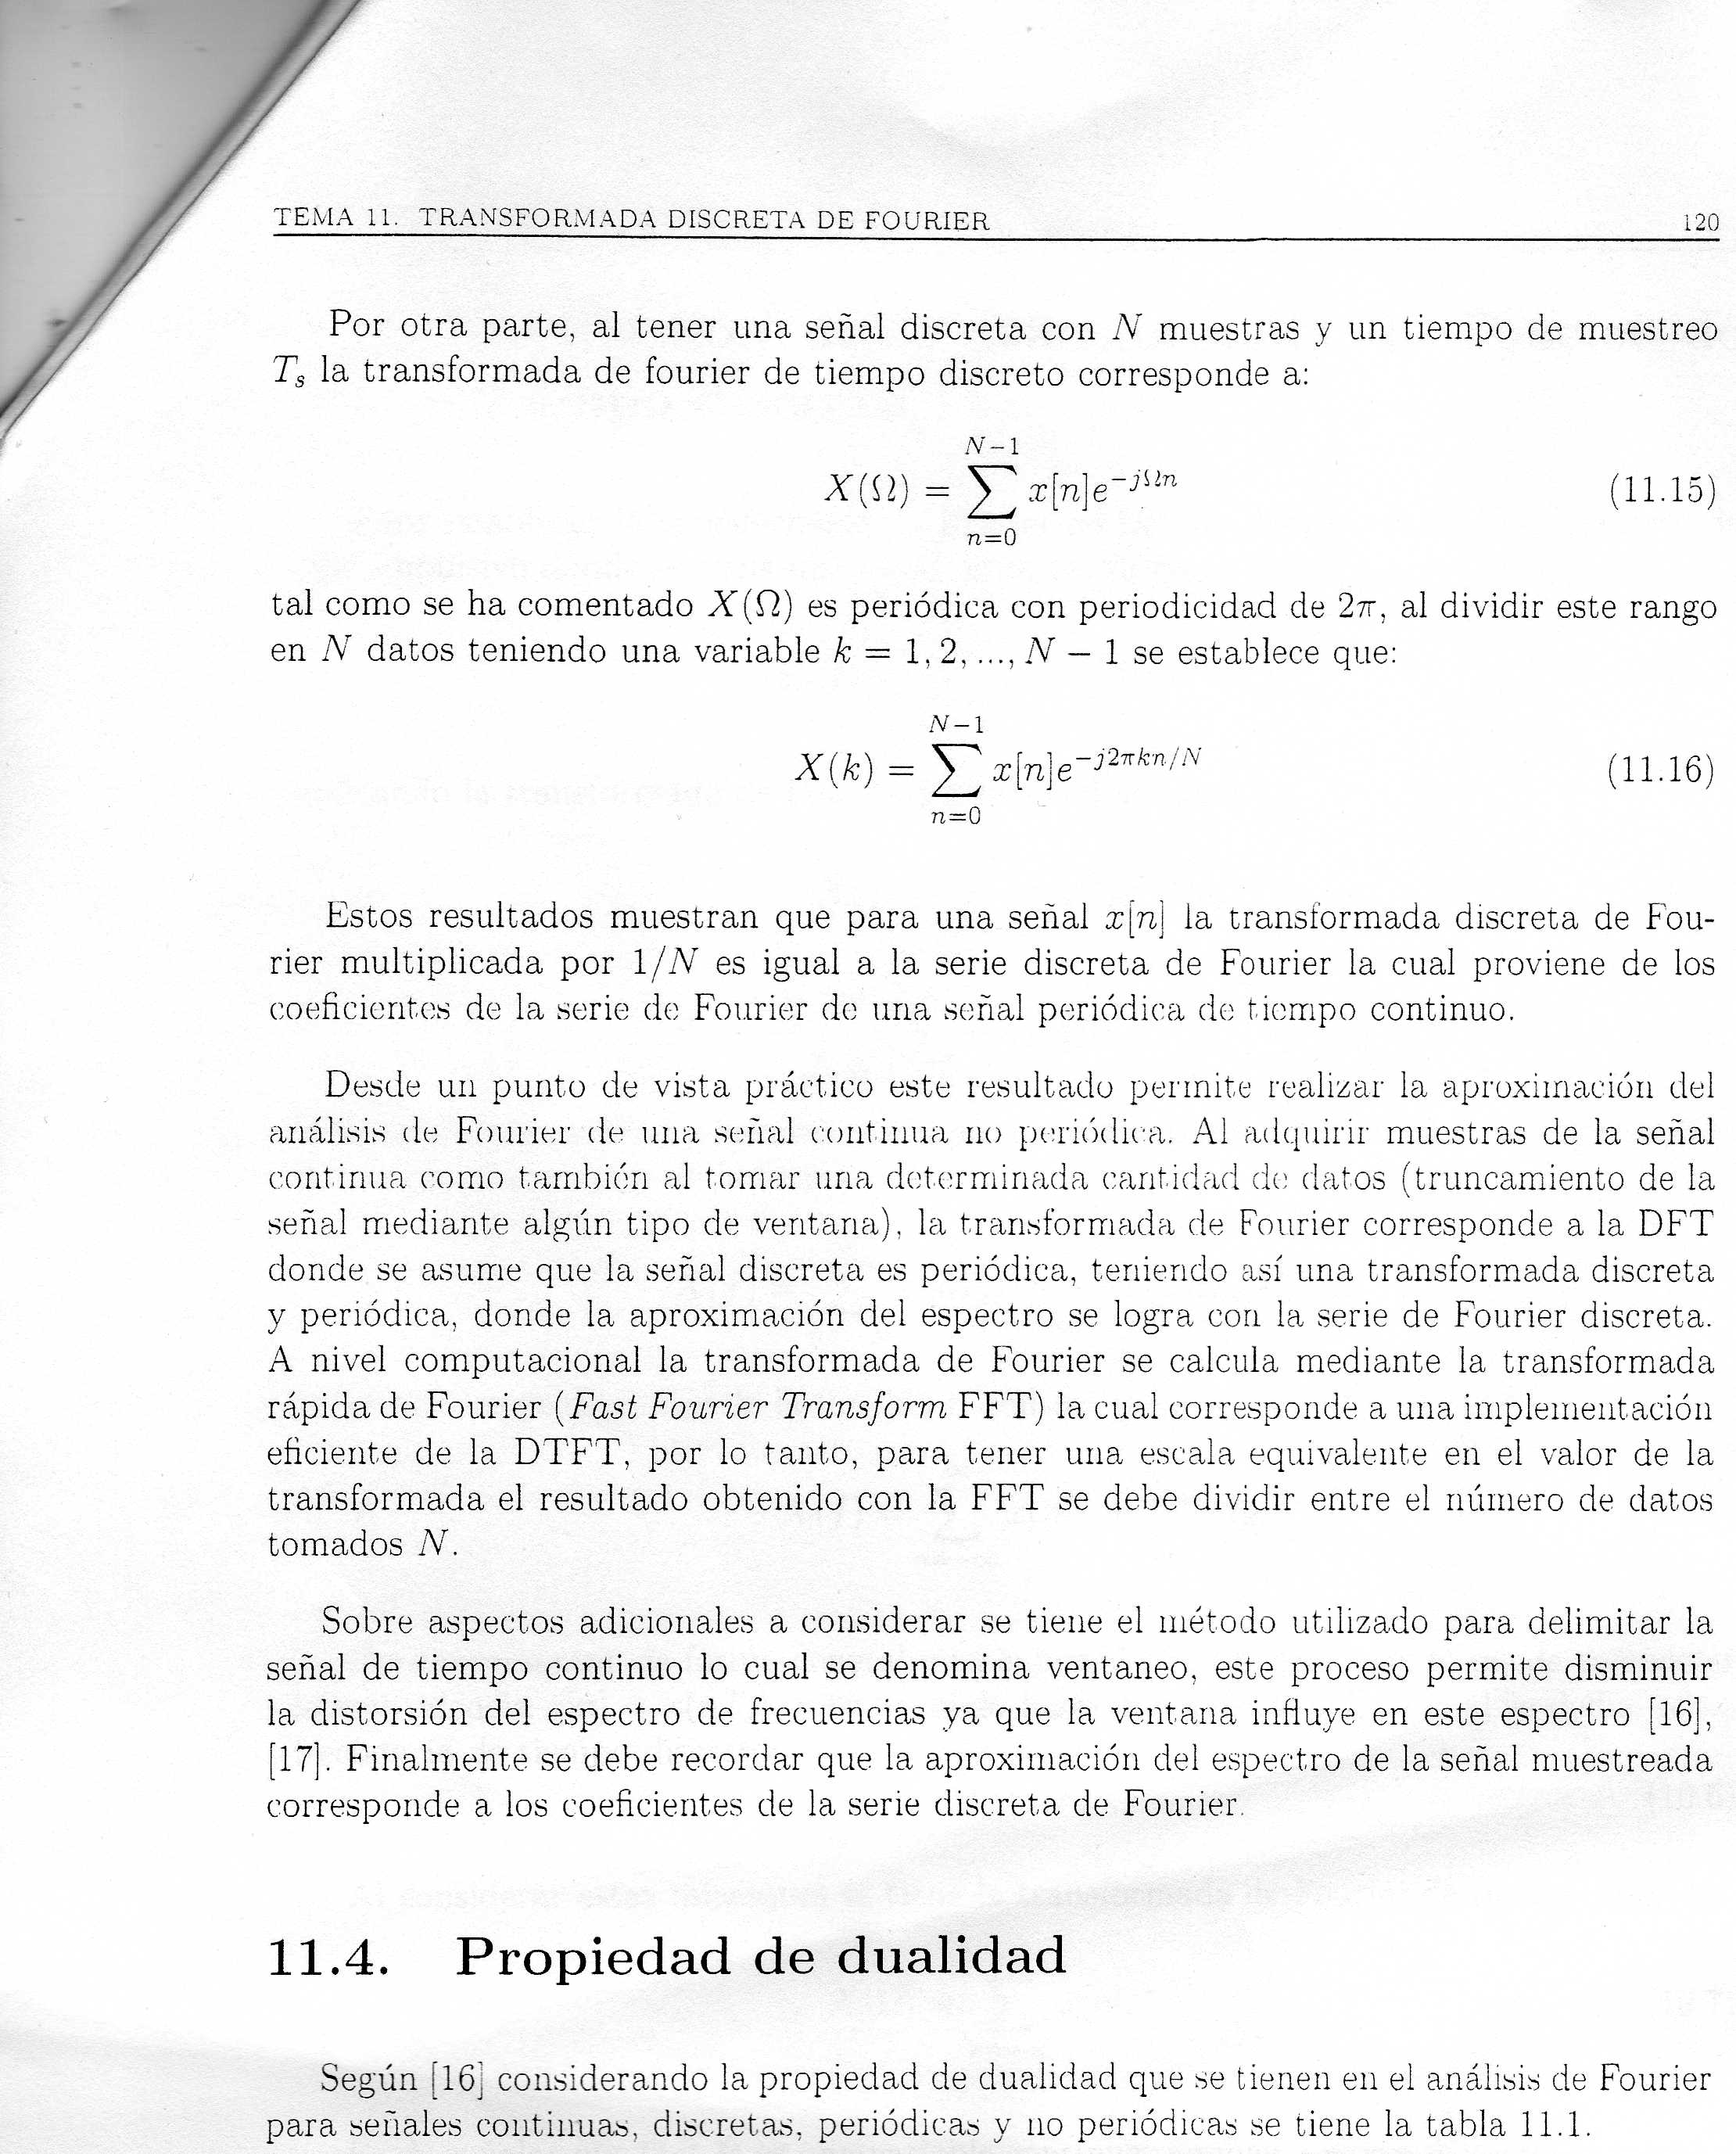 TEMA 11. TRANSFORMADA DISCRETA DE FOURIER 120
Por otra parte, al tener una señal discreta con N muestras y un tiempo de muestreo
T_s la transformada de fourier de tiempo discreto corresponde a:
X(Ω) = ∑_{n=0}^{N−1} x[n]e^{−jΩn} (11.15)
tal como se ha comentado X(Ω) es periódica con periodicidad de 2π, al dividir este rango
en N datos teniendo una variable k = 1, 2, ..., N − 1 se establece que:
X(k) = ∑_{n=0}^{N−1} x[n]e^{−j2πkn/N} (11.16)
Estos resultados muestran que para una señal x[n] la transformada discreta de Fou-
rier multiplicada por 1/N es igual a la serie discreta de Fourier la cual proviene de los
coeficientes de la serie de Fourier de una señal periódica de tiempo continuo.
Desde un punto de vista práctico este resultado permite realizar la aproximación del
análisis de Fourier de una señal continua no periódica. Al adquirir muestras de la señal
continua como también al tomar una determinada cantidad de datos (truncamiento de la
señal mediante algún tipo de ventana), la transformada de Fourier corresponde a la DFT
donde se asume que la señal discreta es periódica, teniendo así una transformada discreta
y periódica, donde la aproximación del espectro se logra con la serie de Fourier discreta.
A nivel computacional la transformada de Fourier se calcula mediante la transformada
rápida de Fourier (Fast Fourier Transform FFT) la cual corresponde a una implementación
eficiente de la DTFT, por lo tanto, para tener una escala equivalente en el valor de la
transformada el resultado obtenido con la FFT se debe dividir entre el número de datos
tomados N.
Sobre aspectos adicionales a considerar se tiene el método utilizado para delimitar la
señal de tiempo continuo lo cual se denomina ventaneo, este proceso permite disminuir
la distorsión del espectro de frecuencias ya que la ventana influye en este espectro [16],
[17]. Finalmente se debe recordar que la aproximación del espectro de la señal muestreada
corresponde a los coeficientes de la serie discreta de Fourier.
11.4. Propiedad de dualidad
Según [16] considerando la propiedad de dualidad que se tienen en el análisis de Fourier
para señales continuas, discretas, periódicas y no periódicas se tiene la tabla 11.1.